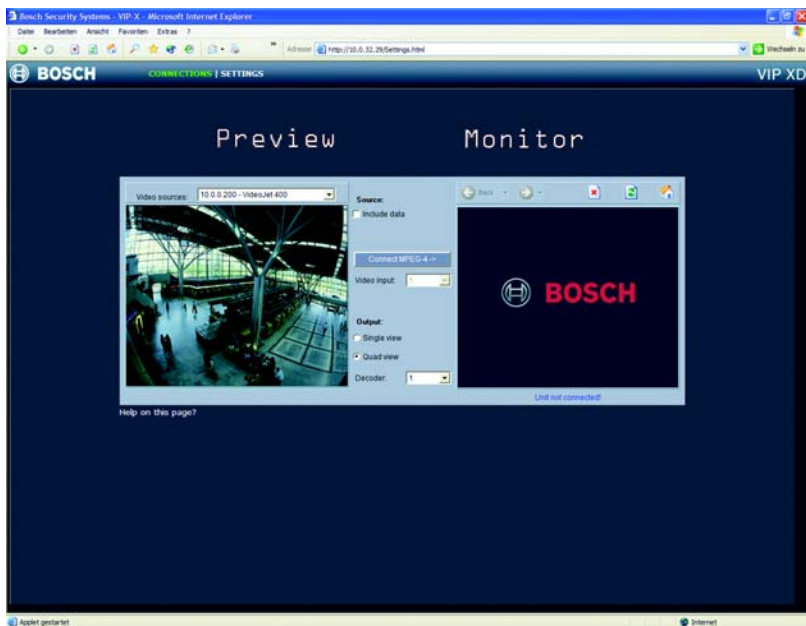 Bosch Security Systems - VIP-X - Microsoft Internet Explorer
Datei Bearbeiten Ansicht Favoriten Extras ?
Adresse http://10.0.32.29/Settings.html Wechseln zu
BOSCH CONNECTIONS | SETTINGS VIP XD
Preview Monitor
Video sources: 10.0.0.200 - VideoJet 400
Source:
Include data
Back
Connect MPEG-4 ->
Video input: 1
BOSCH
Output:
Single view
Quad view
Decoder: 1
Unit not connected!
Help on this page?
Applet gestartet
Internet